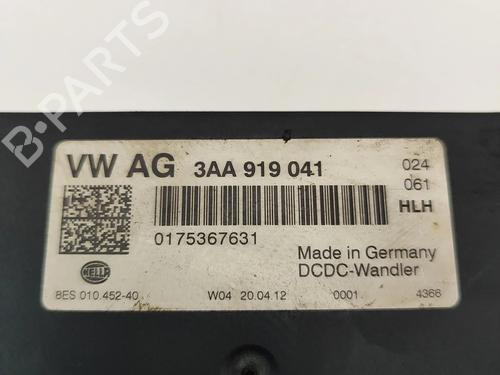 VW AG 3AA 919 041
024
061
HLH
0175367631
Made in Germany
DCDC-Wandler
HELLA
8ES 010.452-40
W04 20.04.12
0001
4366
B-PARTS